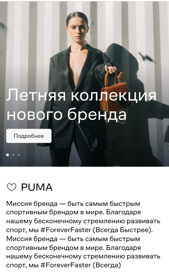 Летняя коллекция
нового бренда
Подробнее
PUMA
Миссия бренда — быть самым быстрым
спортивным брендом в мире. Благодаря
нашему бесконечному стремлению развивать
спорт, мы #ForeverFaster (Всегда Быстрее).
Миссия бренда — быть самым быстрым
спортивным брендом в мире. Благодаря
нашему бесконечному стремлению развивать
спорт, мы #ForeverFaster (Всегда)